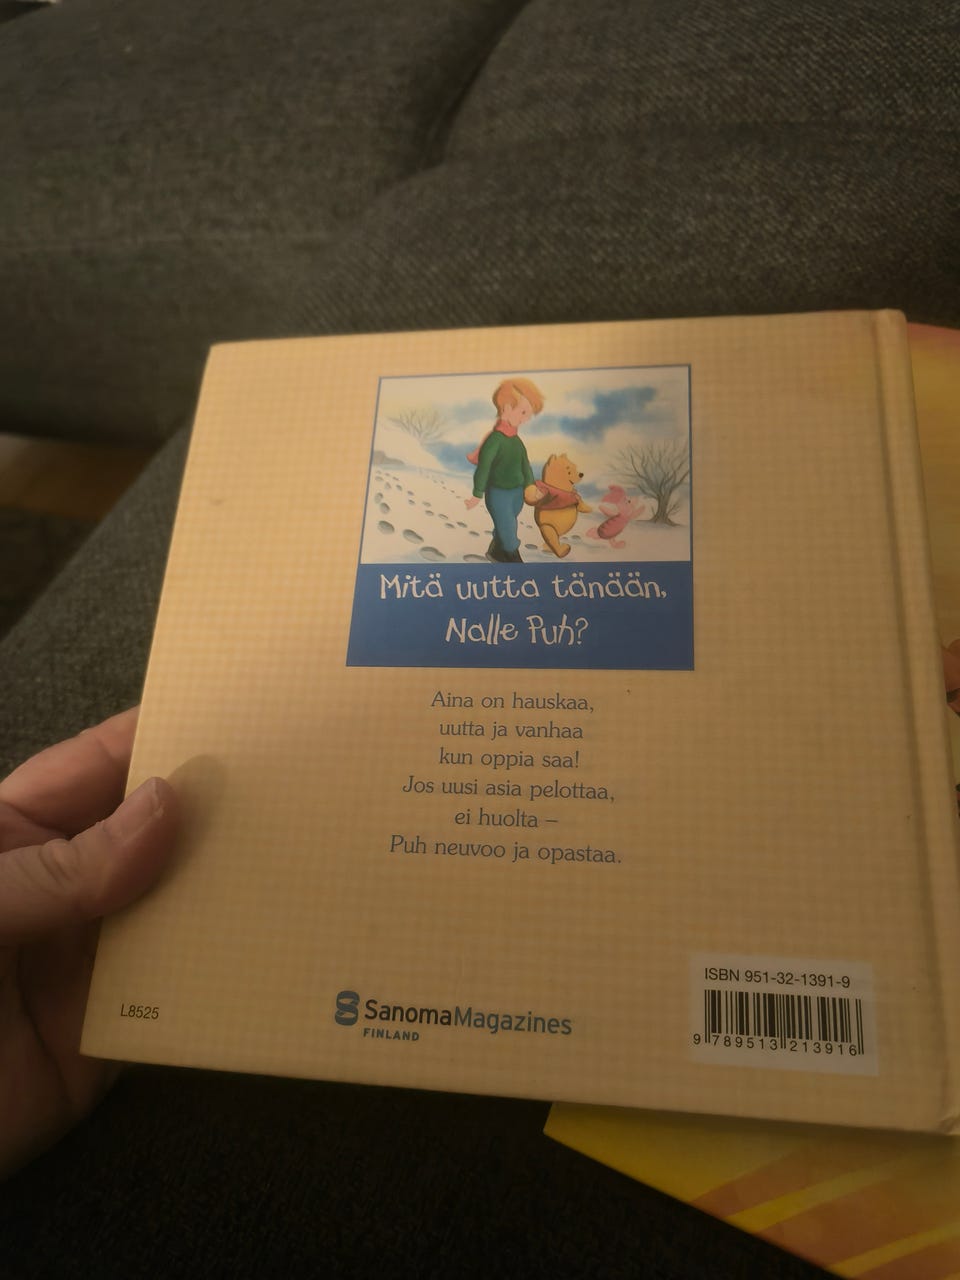 Mitä uutta tänään,
Nalle Puh?
Aina on hauskaa,
uutta ja vanhaa
kun oppia saa!
Jos uusi asia pelottaa,
ei huolta –
Puh neuvoo ja opastaa.
L8525
SanomaMagazines
FINLAND
ISBN 951-32-1391-9
9 789513 213916